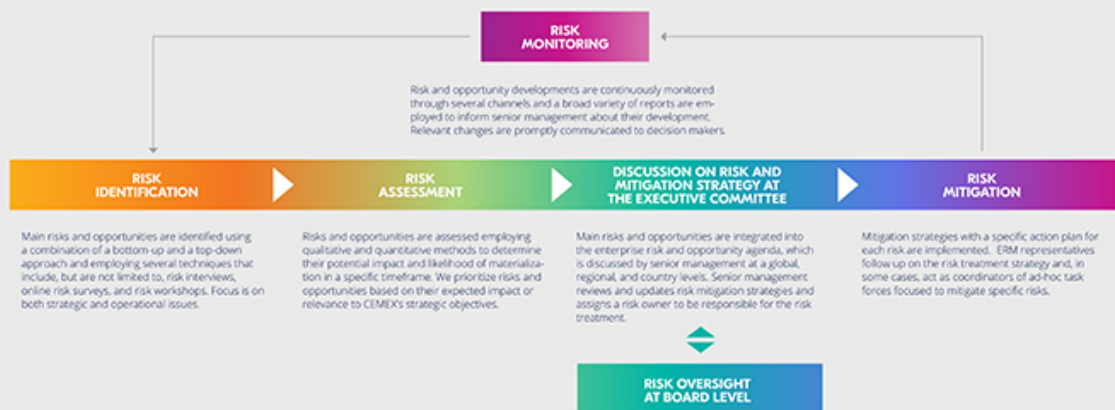 RISK
MONITORING
Risk and opportunity developments are continuously monitored
through several channels and a broad variety of reports are em-
ployed to inform senior management about their development.
Relevant changes are promptly communicated to decision makers.
RISK
IDENTIFICATION
Main risks and opportunities are identified using
a combination of a bottom-up and a top-down
approach and employing several techniques that
include, but are not limited to, risk interviews,
online risk surveys, and risk workshops. Focus is on
both strategic and operational issues.
RISK
ASSESSMENT
Risks and opportunities are assessed employing
qualitative and quantitative methods to determine
their potential impact and likelihood of materializa-
tion in a specific timeframe. We prioritize risks and
opportunities based on their expected impact or
relevance to CEMEX's strategic objectives.
DISCUSSION ON RISK AND
MITIGATION STRATEGY AT
THE EXECUTIVE COMMITTEE
Main risks and opportunities are integrated into
the enterprise risk and opportunity agenda, which
is discussed by senior management at a global,
regional, and country levels. Senior management
reviews and updates risk mitigation strategies and
assigns a risk owner to be responsible for the risk
treatment.
RISK
MITIGATION
Mitigation strategies with a specific action plan for
each risk are implemented. ERM representatives
follow up on the risk treatment strategy and, in
some cases, act as coordinators of ad-hoc task
forces focused to mitigate specific risks.
RISK OVERSIGHT
AT BOARD LEVEL